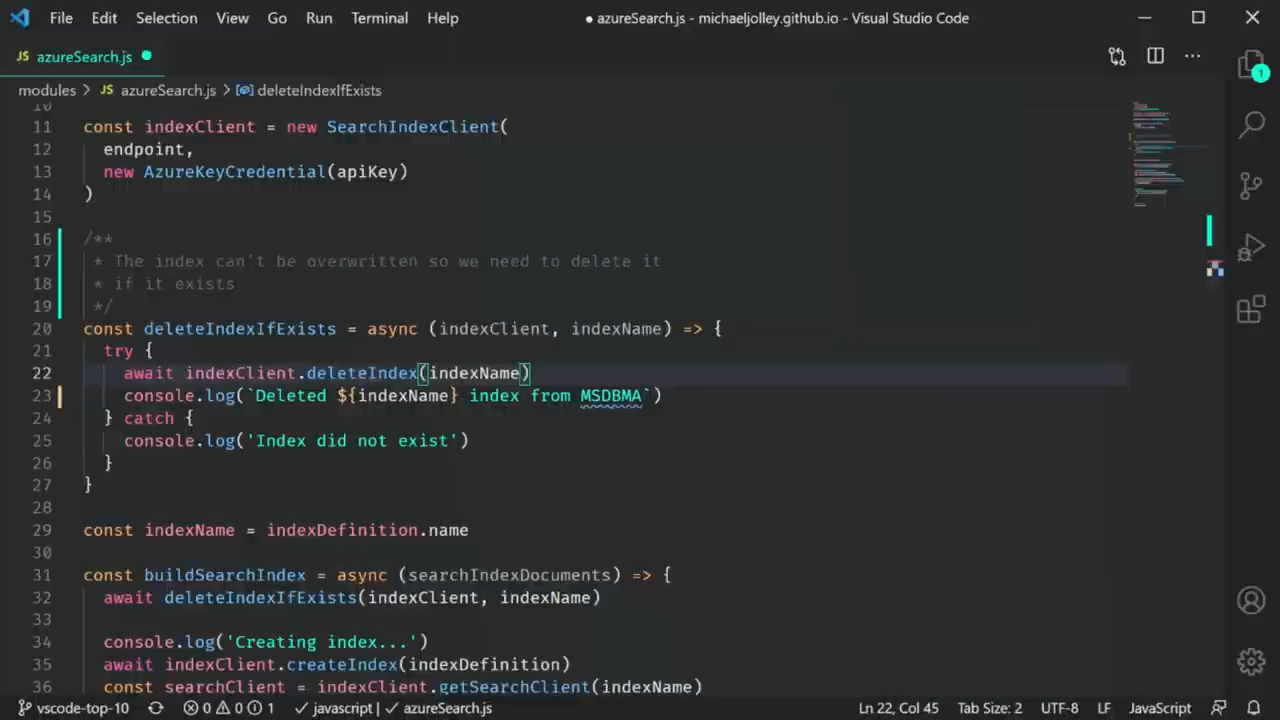 File Edit Selection View Go Run Terminal Help ● azureSearch.js - michaeljolley.github.io - Visual Studio Code
JS azureSearch.js
modules > JS azureSearch.js > deleteIndexIfExists
10
11 const indexClient = new SearchIndexClient(
12 endpoint,
13 new AzureKeyCredential(apiKey)
14 )
15
16 /**
17 * The index can't be overwritten so we need to delete it
18 * if it exists
19 */
20 const deleteIndexIfExists = async (indexClient, indexName) => {
21 try {
22 await indexClient.deleteIndex(indexName)
23 console.log(`Deleted ${indexName} index from MSDBMA`)
24 } catch {
25 console.log('Index did not exist')
26 }
27 }
28
29 const indexName = indexDefinition.name
30
31 const buildSearchIndex = async (searchIndexDocuments) => {
32 await deleteIndexIfExists(indexClient, indexName)
33
34 console.log('Creating index...')
35 await indexClient.createIndex(indexDefinition)
36 const searchClient = indexClient.getSearchClient(indexName)
1
vscode-top-10 0 0 1 ✓ javascript | ✓ azureSearch.js Ln 22, Col 45 Tab Size: 2 UTF-8 LF JavaScript